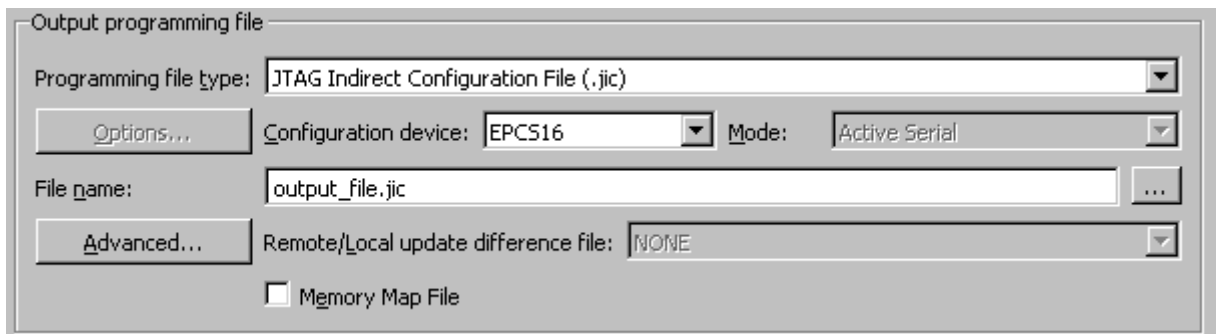 Output programming file
Programming file type: JTAG Indirect Configuration File (.jic)
Options... Configuration device: EPCS16 Mode: Active Serial
File name: output_file.jic ...
Advanced... Remote/Local update difference file: NONE
Memory Map File